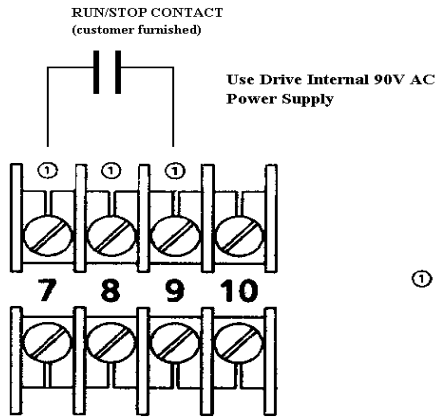 RUN/STOP CONTACT
(customer furnished)
Use Drive Internal 90V AC
Power Supply
① ① ①
①
7 8 9 10